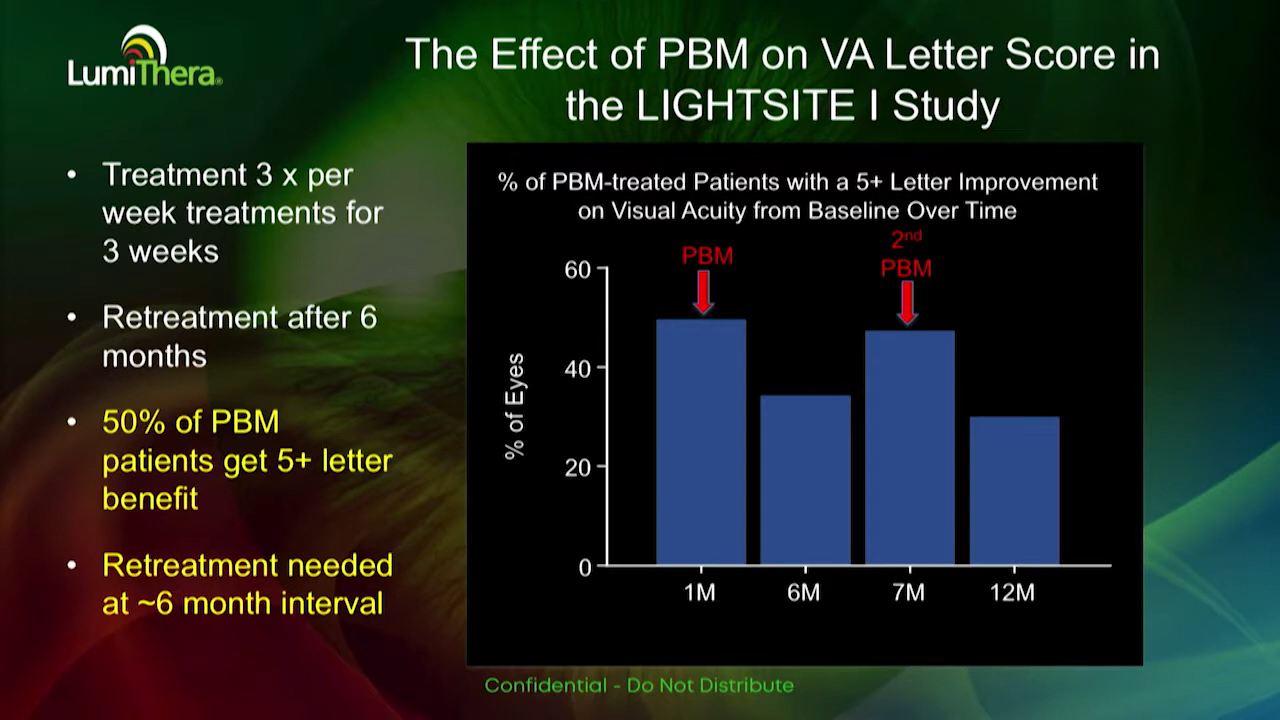 LumiThera®
The Effect of PBM on VA Letter Score in
the LIGHTSITE I Study
• Treatment 3 x per
week treatments for
3 weeks
• Retreatment after 6
months
• 50% of PBM
patients get 5+ letter
benefit
• Retreatment needed
at ~6 month interval
% of PBM-treated Patients with a 5+ Letter Improvement
on Visual Acuity from Baseline Over Time
PBM
2nd
PBM
% of Eyes
60
40
20
0
1M 6M 7M 12M
Confidential - Do Not Distribute